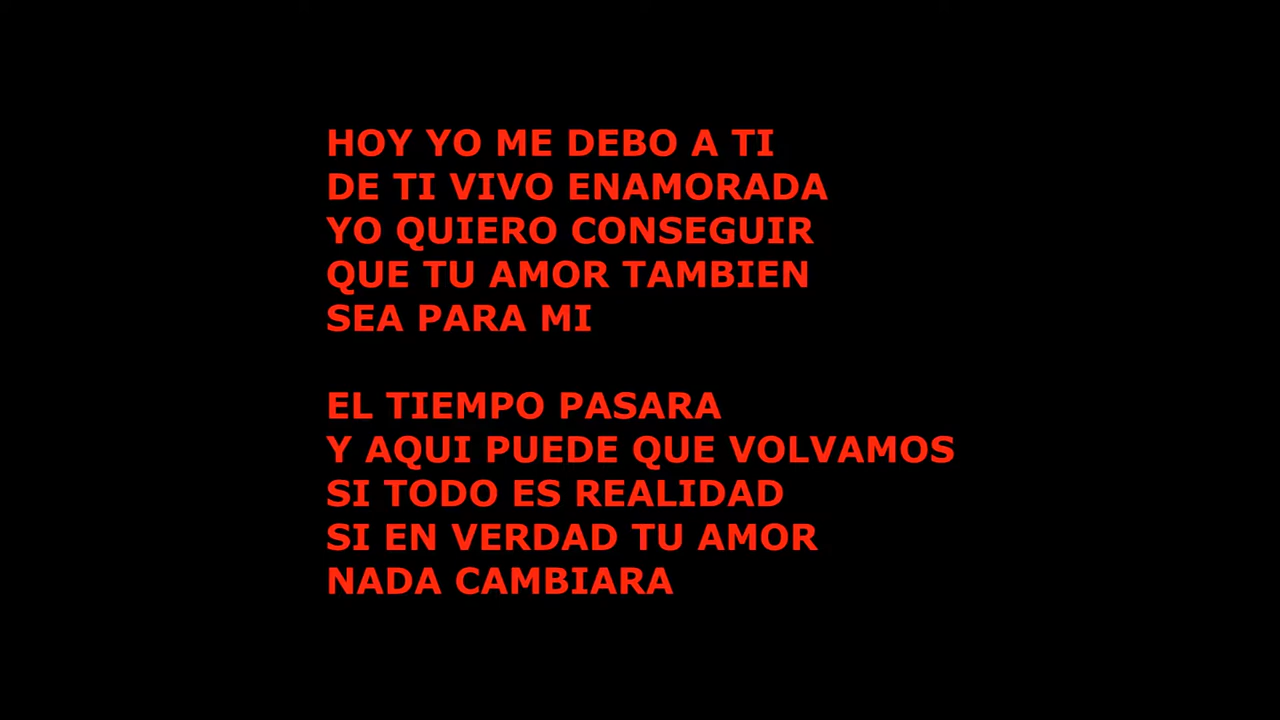 HOY YO ME DEBO A TI
DE TI VIVO ENAMORADA
YO QUIERO CONSEGUIR
QUE TU AMOR TAMBIEN
SEA PARA MI
EL TIEMPO PASARA
Y AQUI PUEDE QUE VOLVAMOS
SI TODO ES REALIDAD
SI EN VERDAD TU AMOR
NADA CAMBIARA